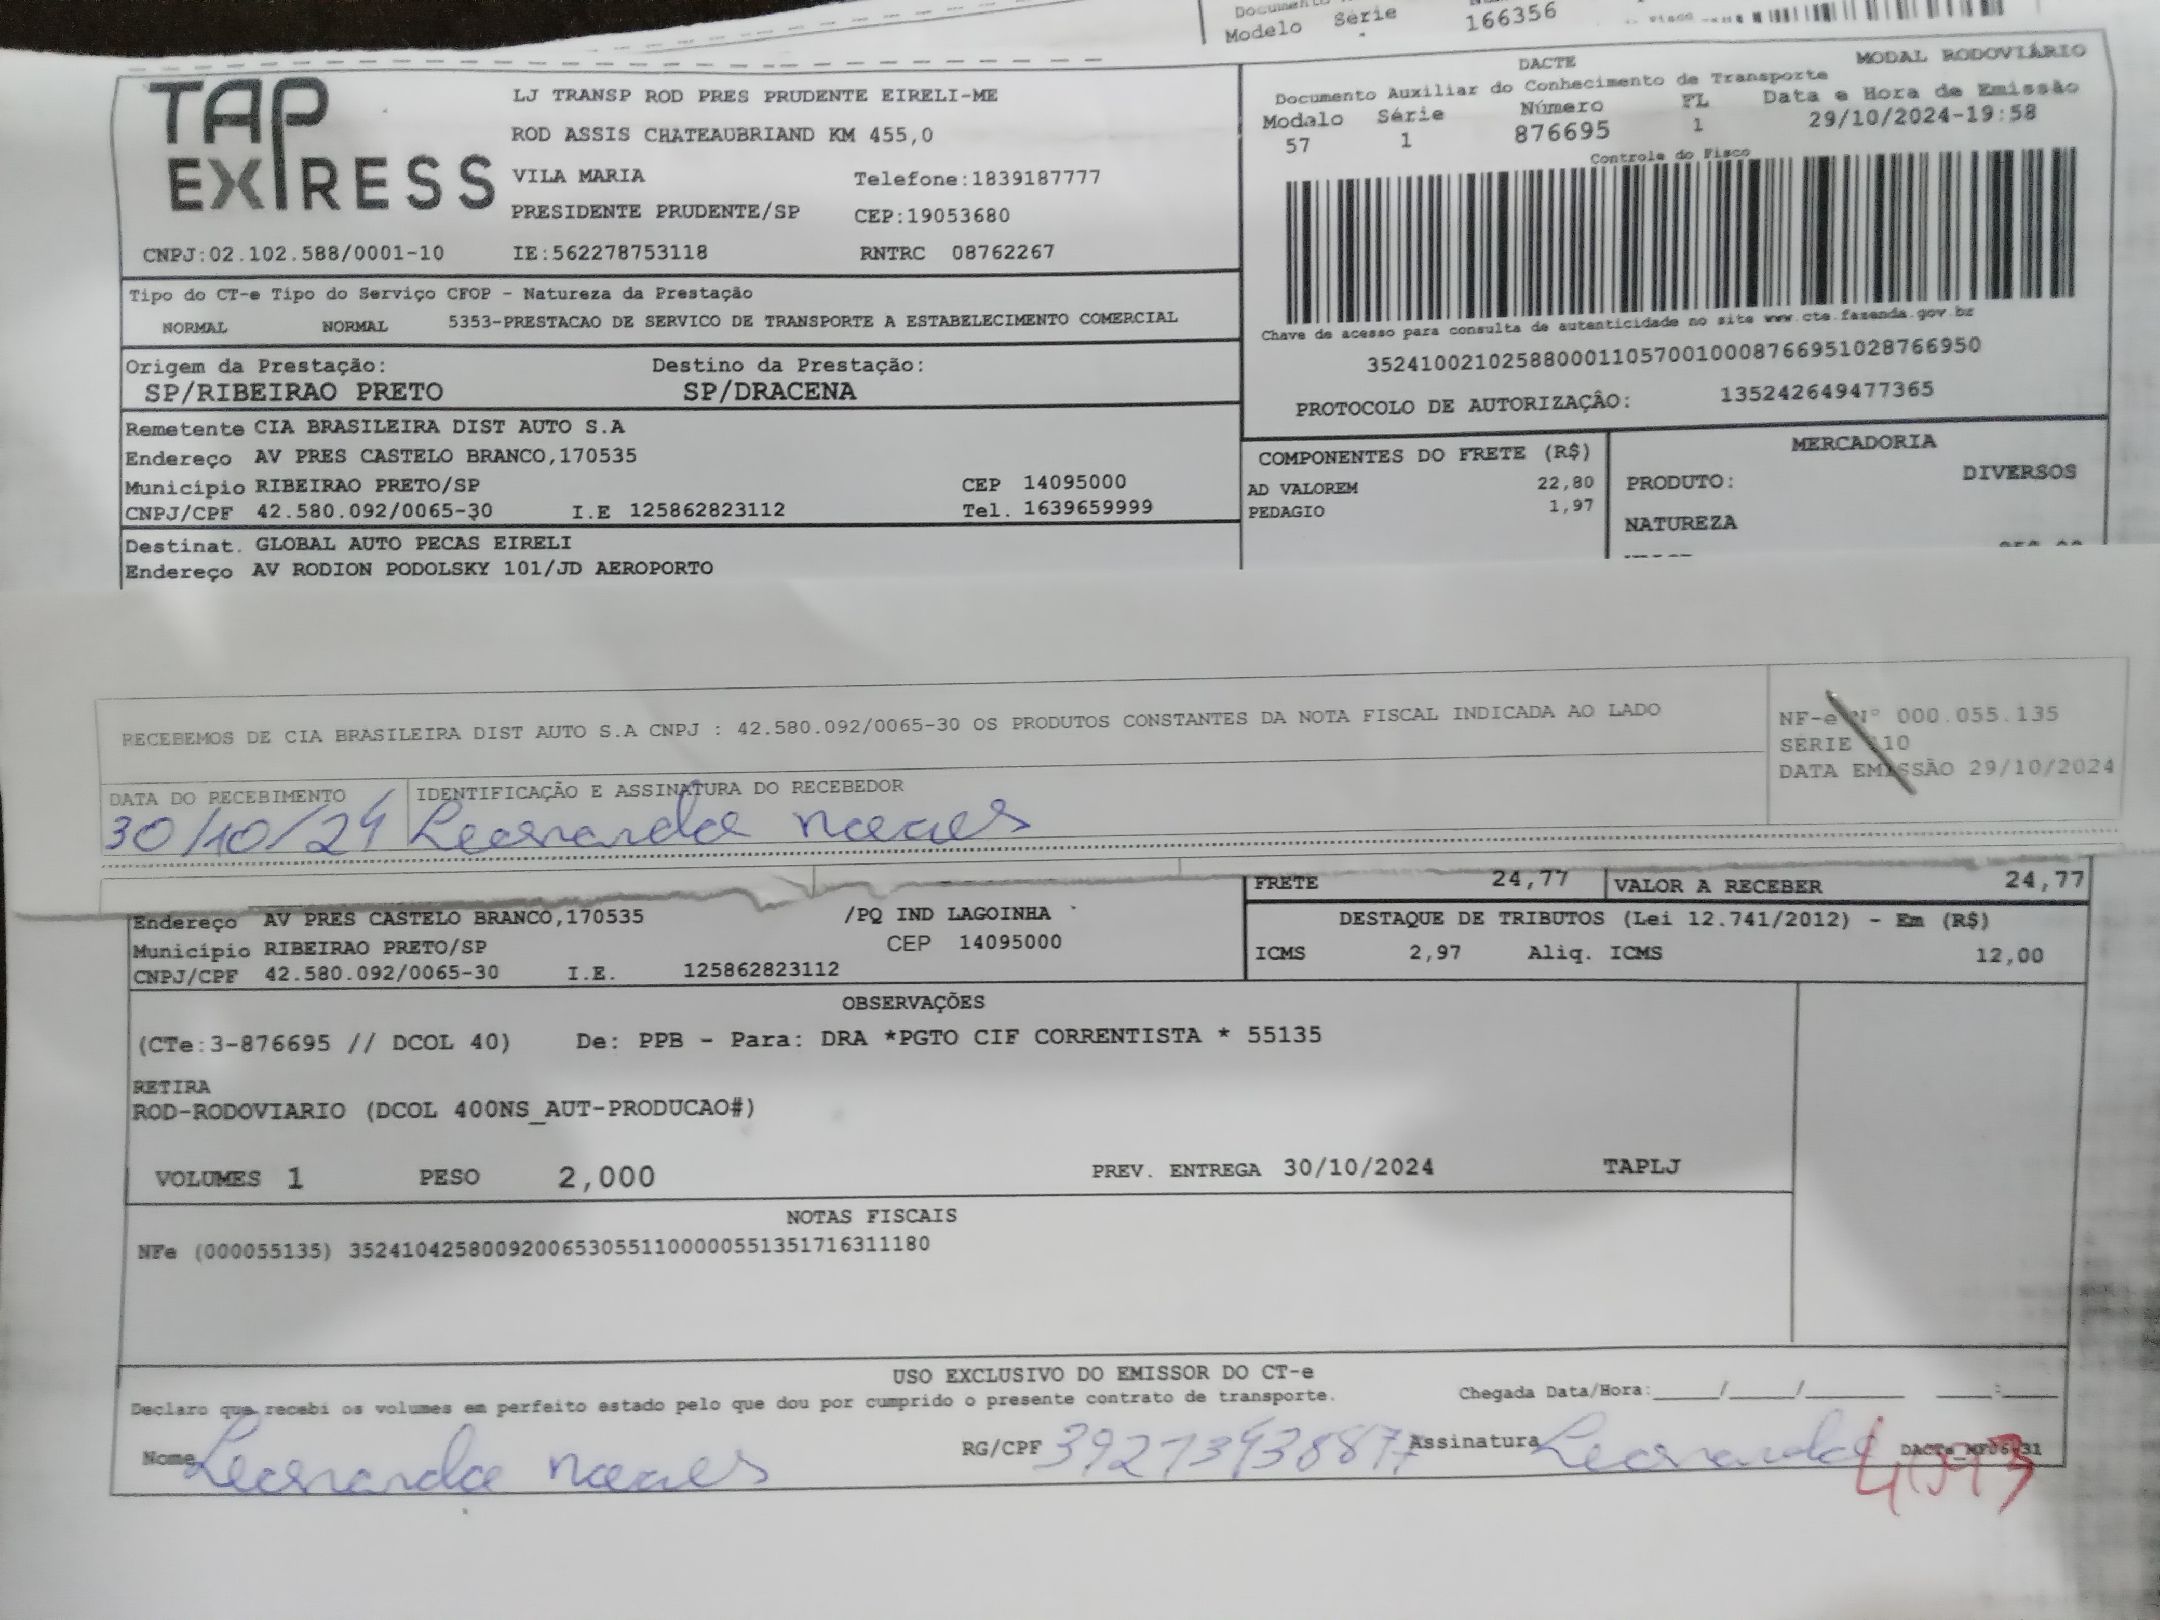 Modelo Série 166356
TAP EXPRESS
LJ TRANSP ROD PRES PRUDENTE EIRELI-ME
ROD ASSIS CHATEAUBRIAND KM 455,0
VILA MARIA Telefone:1839187777
PRESIDENTE PRUDENTE/SP CEP:19053680
CNPJ:02.102.588/0001-10 IE:562278753118 RNTRC 08762267
DACTE MODAL RODOVIÁRIO
Documento Auxiliar do Conhecimento de Transporte
Modalo Série Número FL Data e Hora de Emissão
57 1 876695 1 29/10/2024-19:58
Controle do Fisco
Chave de acesso para consulta de autenticidade no site www.cte.fazenda.gov.br
35241002102588000110570010008766951028766950
PROTOCOLO DE AUTORIZAÇÂO: 135242649477365
Tipo do CT-e Tipo do Serviço CFOP - Natureza da Prestação
NORMAL NORMAL 5353-PRESTACAO DE SERVICO DE TRANSPORTE A ESTABELECIMENTO COMERCIAL
Origem da Prestação: Destino da Prestação:
SP/RIBEIRAO PRETO SP/DRACENA
Remetente CIA BRASILEIRA DIST AUTO S.A
Endereço AV PRES CASTELO BRANCO,170535
Município RIBEIRAO PRETO/SP CEP 14095000
CNPJ/CPF 42.580.092/0065-30 I.E 125862823112 Tel. 1639659999
Destinat. GLOBAL AUTO PECAS EIRELI
Endereço AV RODION PODOLSKY 101/JD AEROPORTO
COMPONENTES DO FRETE (R$)
AD VALOREM 22,80
PEDAGIO 1,97
MERCADORIA
PRODUTO: DIVERSOS
NATUREZA
RECEBEMOS DE CIA BRASILEIRA DIST AUTO S.A CNPJ : 42.580.092/0065-30 OS PRODUTOS CONSTANTES DA NOTA FISCAL INDICADA AO LADO
NF-e Nº 000.055.135
SERIE 110
DATA EMISSÃO 29/10/2024
DATA DO RECEBIMENTO IDENTIFICAÇÃO E ASSINATURA DO RECEBEDOR
30/10/24 Leonardo
FRETE 24,77 VALOR A RECEBER 24,77
Endereço AV PRES CASTELO BRANCO,170535 /PQ IND LAGOINHA
Município RIBEIRAO PRETO/SP CEP 14095000
CNPJ/CPF 42.580.092/0065-30 I.E. 125862823112
DESTAQUE DE TRIBUTOS (Lei 12.741/2012) - Em (R$)
ICMS 2,97 Aliq. ICMS 12,00
OBSERVAÇÕES
(CTe:3-876695 // DCOL 40) De: PPB - Para: DRA *PGTO CIF CORRENTISTA * 55135
RETIRA
ROD-RODOVIARIO (DCOL 400NS_AUT-PRODUCAO#)
VOLUMES 1 PESO 2,000 PREV. ENTREGA 30/10/2024 TAPLJ
NOTAS FISCAIS
NFe (000055135) 35241042580092006530551100000551351716311180
USO EXCLUSIVO DO EMISSOR DO CT-e
Declaro que recebi os volumes em perfeito estado pelo que dou por cumprido o presente contrato de transporte. Chegada Data/Hora:____/____/______ ____:____
Nome Leonardo RG/CPF Assinatura Leonardo